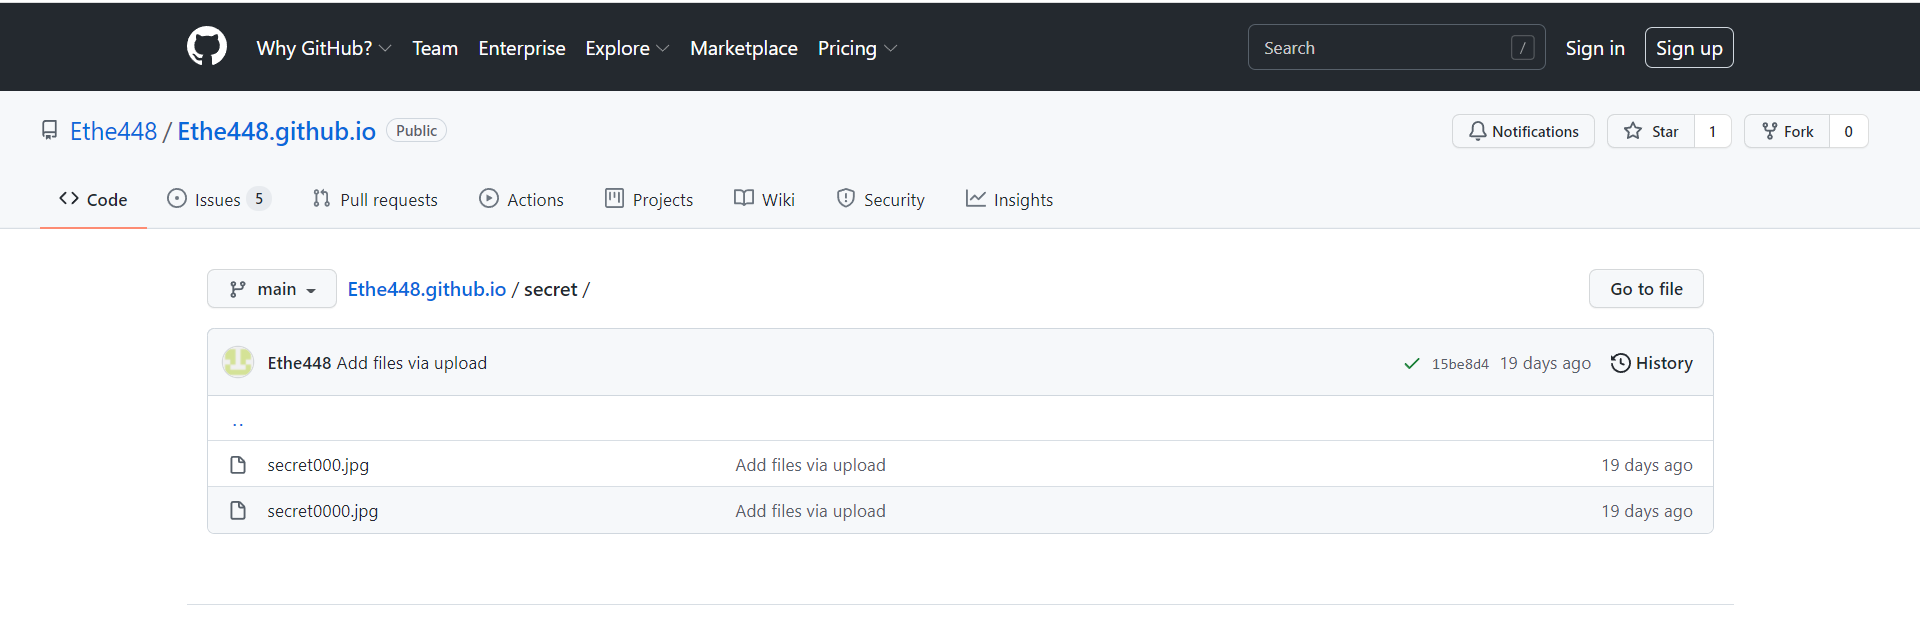 Why GitHub? Team Enterprise Explore Marketplace Pricing Search / Sign in Sign up
Ethe448 / Ethe448.github.io Public Notifications Star 1 Fork 0
Code Issues 5 Pull requests Actions Projects Wiki Security Insights
main Ethe448.github.io / secret / Go to file
Ethe448 Add files via upload 15be8d4 19 days ago History
..
secret000.jpg Add files via upload 19 days ago
secret0000.jpg Add files via upload 19 days ago